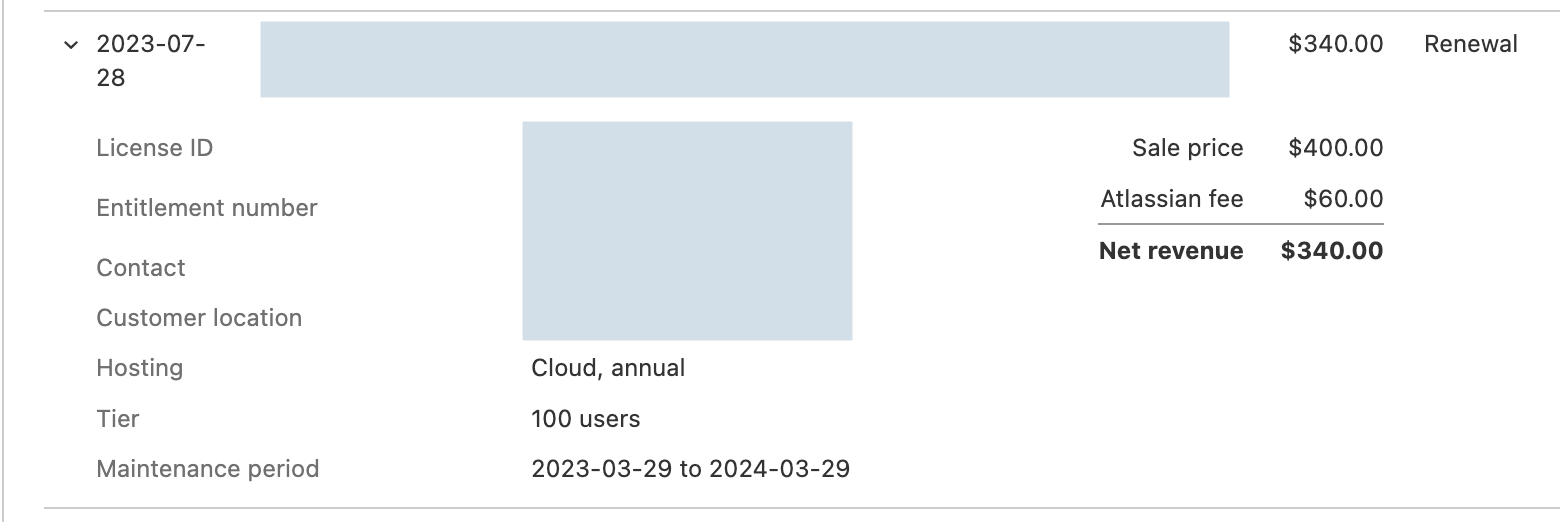 2023-07-
28
$340.00
Renewal
License ID
Sale price
$400.00
Entitlement number
Atlassian fee
$60.00
Net revenue
$340.00
Contact
Customer location
Hosting
Cloud, annual
Tier
100 users
Maintenance period
2023-03-29 to 2024-03-29